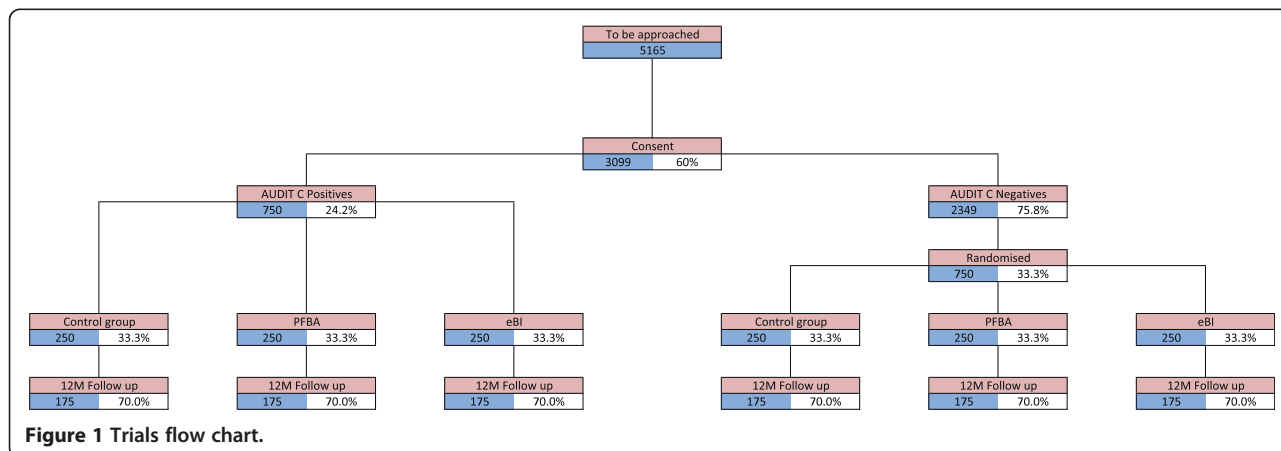 To be approached
5165
Consent
3099 60%
AUDIT C Positives
750 24.2%
AUDIT C Negatives
2349 75.8%
Randomised
750 33.3%
Control group
250 33.3%
PFBA
250 33.3%
eBI
250 33.3%
Control group
250 33.3%
PFBA
250 33.3%
eBI
250 33.3%
12M Follow up
175 70.0%
12M Follow up
175 70.0%
12M Follow up
175 70.0%
12M Follow up
175 70.0%
12M Follow up
175 70.0%
12M Follow up
175 70.0%
Figure 1 Trials flow chart.